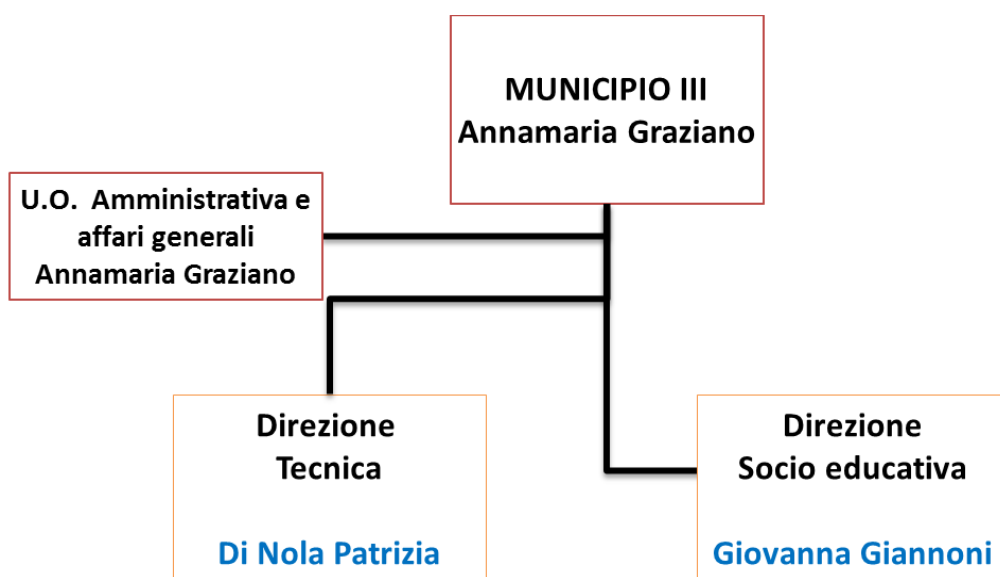 MUNICIPIO III
Annamaria Graziano
U.O. Amministrativa e
affari generali
Annamaria Graziano
Direzione
Tecnica
Di Nola Patrizia
Direzione
Socio educativa
Giovanna Giannoni